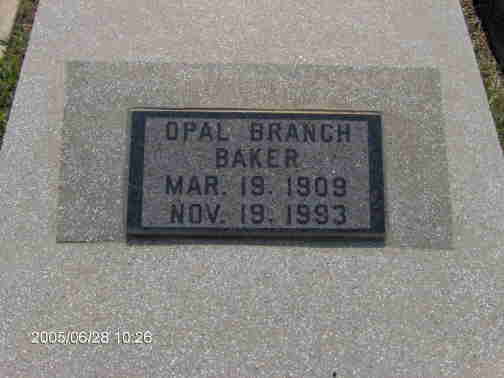 OPAL BRANCH
BAKER
MAR. 19. 1909
NOV. 19. 1993
2005/06/28 10:26